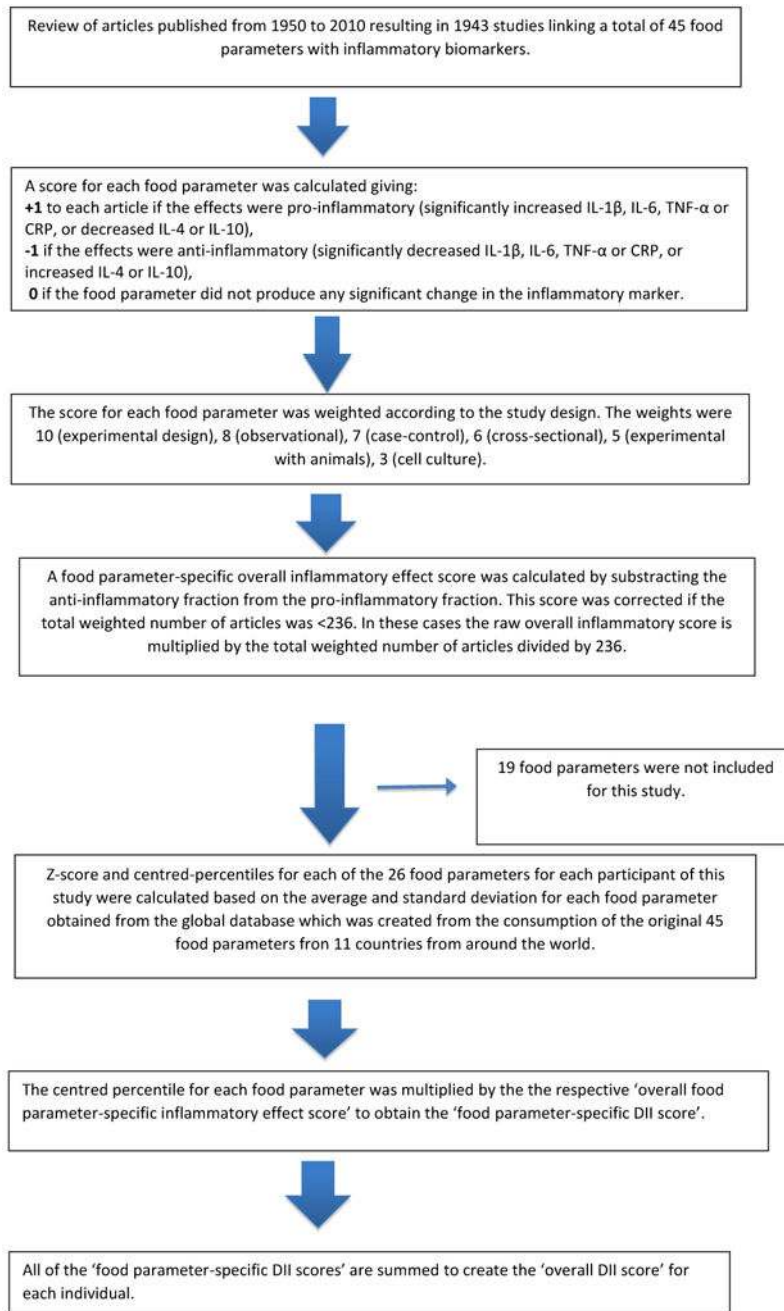 Review of articles published from 1950 to 2010 resulting in 1943 studies linking a total of 45 food
parameters with inflammatory biomarkers.
A score for each food parameter was calculated giving:
+1 to each article if the effects were pro-inflammatory (significantly increased IL-1β, IL-6, TNF-α or
CRP, or decreased IL-4 or IL-10),
-1 if the effects were anti-inflammatory (significantly decreased IL-1β, IL-6, TNF-α or CRP, or
increased IL-4 or IL-10),
0 if the food parameter did not produce any significant change in the inflammatory marker.
The score for each food parameter was weighted according to the study design. The weights were
10 (experimental design), 8 (observational), 7 (case-control), 6 (cross-sectional), 5 (experimental
with animals), 3 (cell culture).
A food parameter-specific overall inflammatory effect score was calculated by substracting the
anti-inflammatory fraction from the pro-inflammatory fraction. This score was corrected if the
total weighted number of articles was <236. In these cases the raw overall inflammatory score is
multiplied by the total weighted number of articles divided by 236.
19 food parameters were not included
for this study.
Z-score and centred-percentiles for each of the 26 food parameters for each participant of this
study were calculated based on the average and standard deviation for each food parameter
obtained from the global database which was created from the consumption of the original 45
food parameters fron 11 countries from around the world.
The centred percentile for each food parameter was multiplied by the the respective ‘overall food
parameter-specific inflammatory effect score’ to obtain the ‘food parameter-specific DII score’.
All of the ‘food parameter-specific DII scores’ are summed to create the ‘overall DII score’ for
each individual.